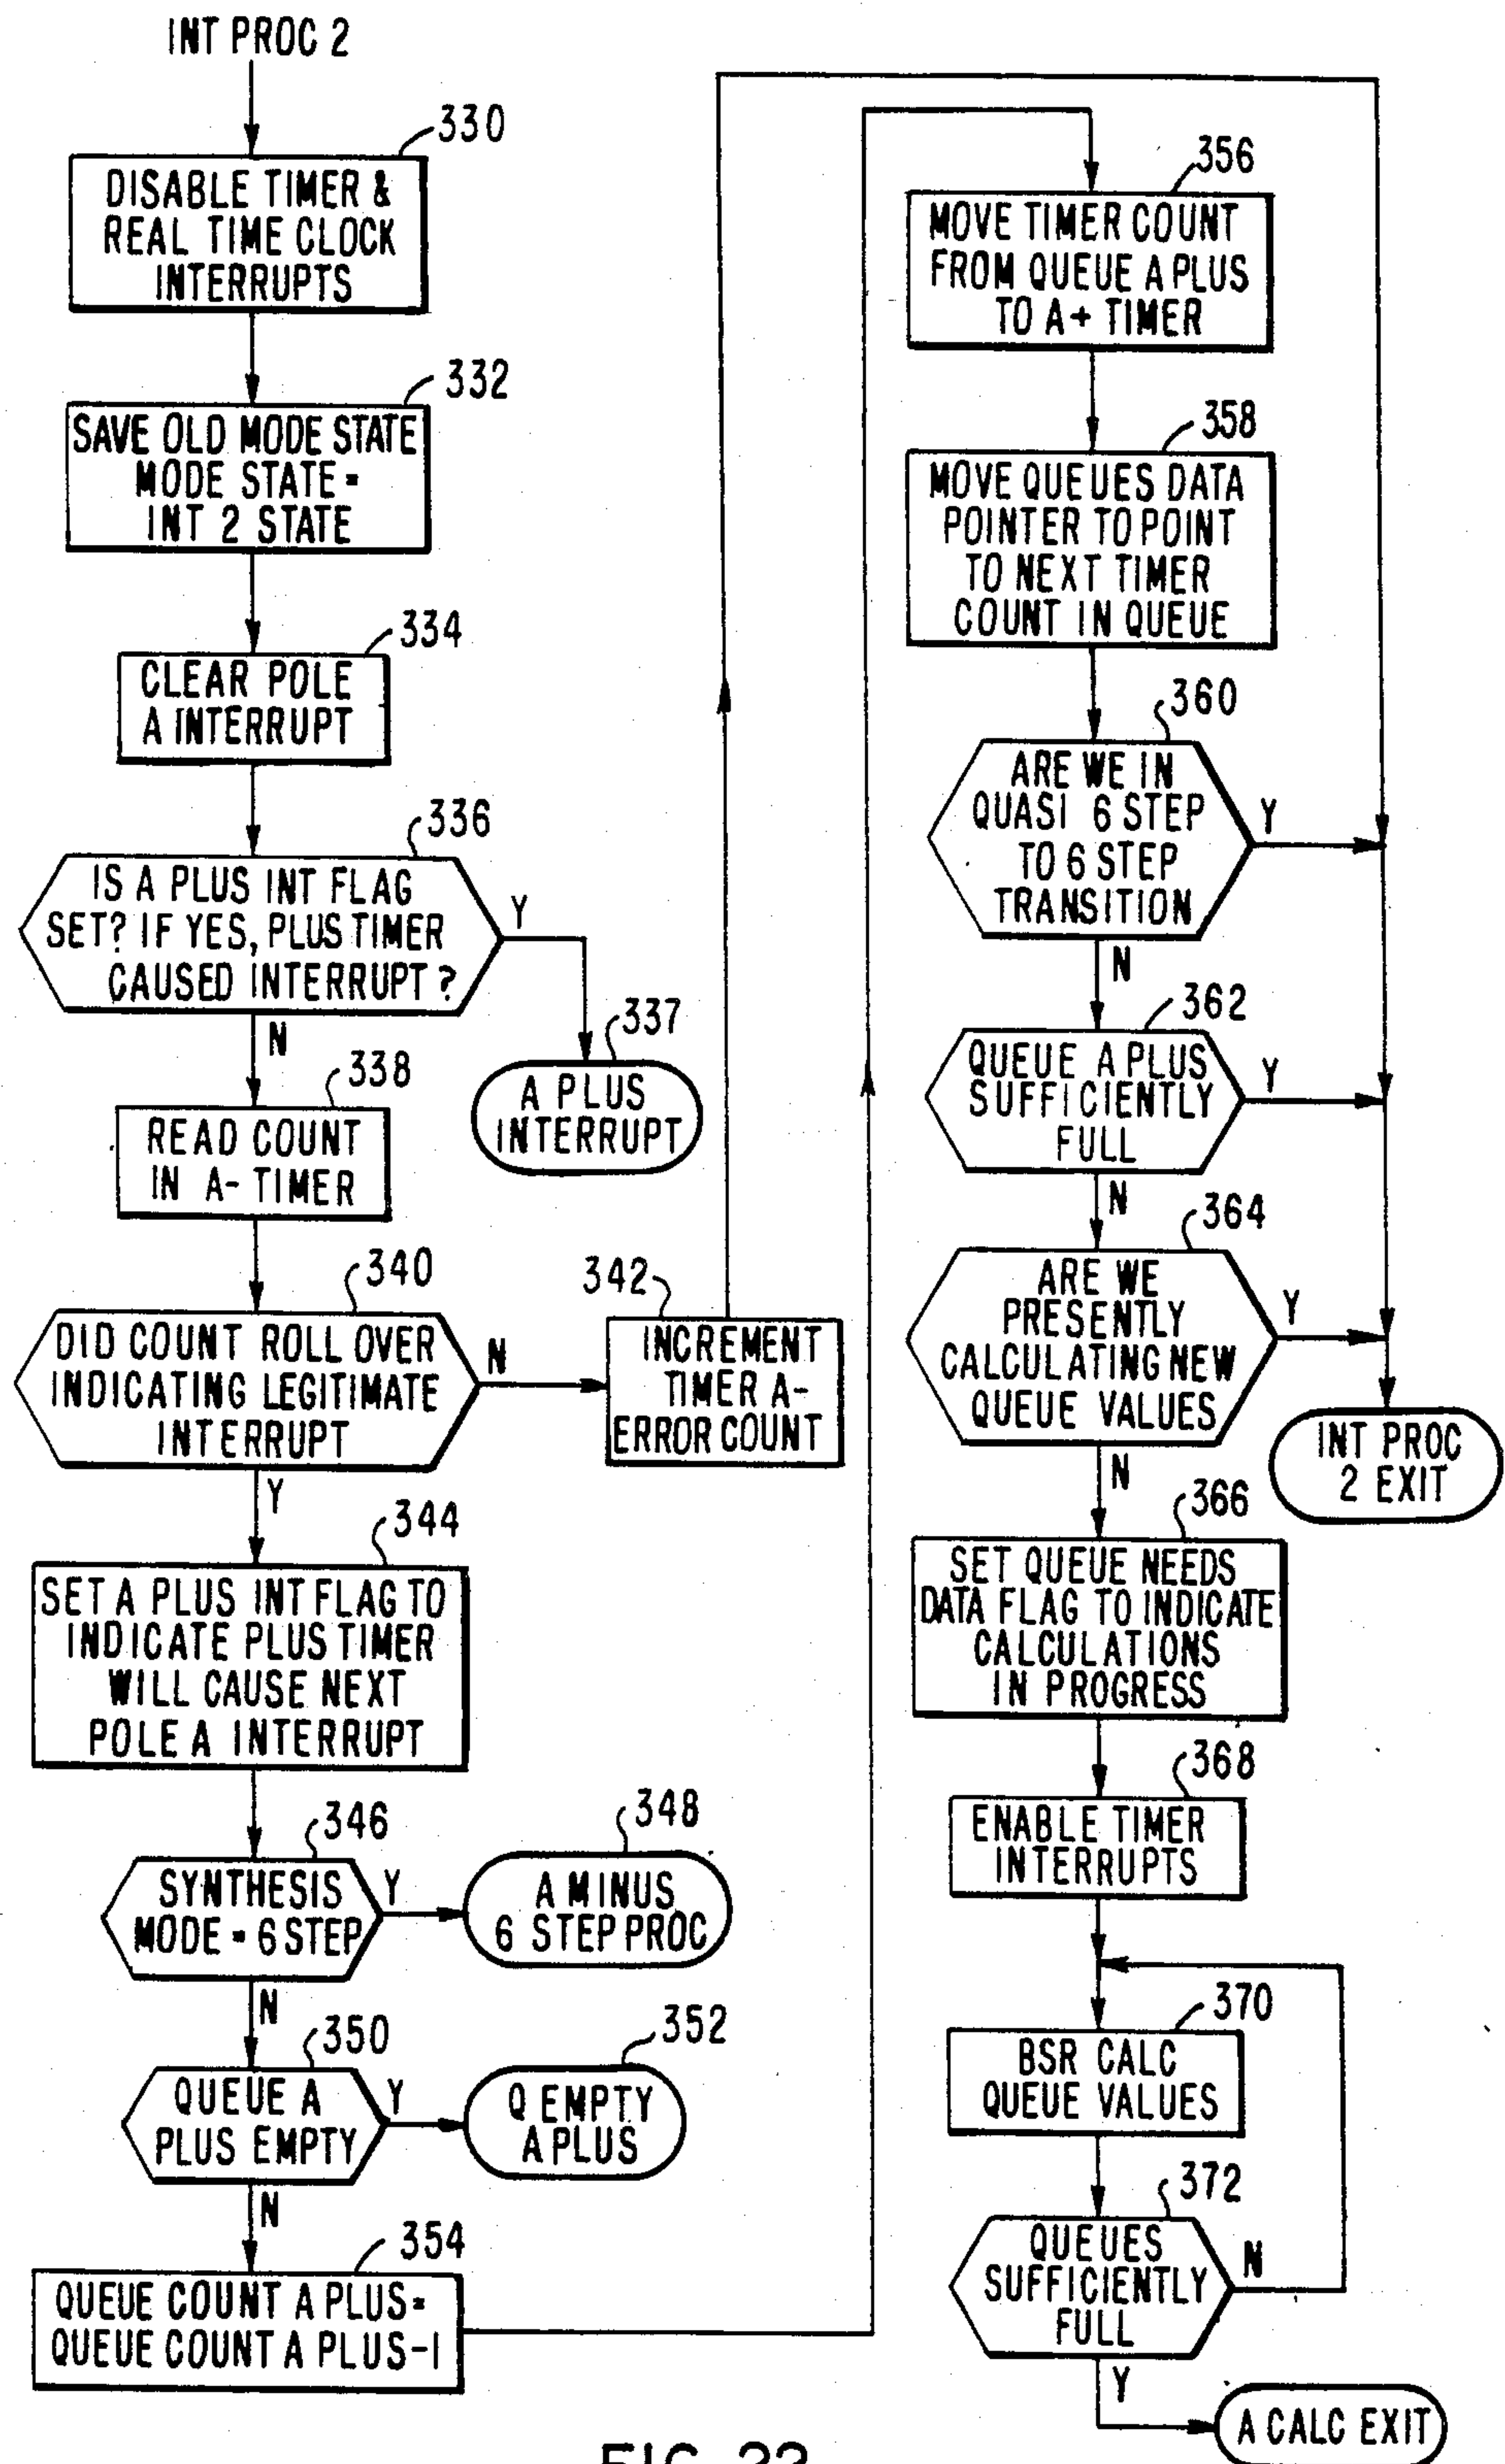 INT PROC 2
330
DISABLE TIMER &
REAL TIME CLOCK
INTERRUPTS
332
SAVE OLD MODE STATE
MODE STATE =
INT 2 STATE
334
CLEAR POLE
A INTERRUPT
336
IS A PLUS INT FLAG
SET? IF YES, PLUS TIMER
CAUSED INTERRUPT?
Y
N
337
A PLUS
INTERRUPT
338
READ COUNT
IN A- TIMER
340
DID COUNT ROLL OVER
INDICATING LEGITIMATE
INTERRUPT
N
Y
342
INCREMENT
TIMER A-
ERROR COUNT
344
SET A PLUS INT FLAG TO
INDICATE PLUS TIMER
WILL CAUSE NEXT
POLE A INTERRUPT
346
SYNTHESIS
MODE = 6 STEP
Y
N
348
A MINUS
6 STEP PROC
350
QUEUE A
PLUS EMPTY
Y
N
352
Q EMPTY
A PLUS
354
QUEUE COUNT A PLUS =
QUEUE COUNT A PLUS-1
356
MOVE TIMER COUNT
FROM QUEUE A PLUS
TO A+ TIMER
358
MOVE QUEUES DATA
POINTER TO POINT
TO NEXT TIMER
COUNT IN QUEUE
360
ARE WE IN
QUASI 6 STEP
TO 6 STEP
TRANSITION
Y
N
362
QUEUE A PLUS
SUFFICIENTLY
FULL
Y
N
364
ARE WE
PRESENTLY
CALCULATING NEW
QUEUE VALUES
Y
N
INT PROC
2 EXIT
366
SET QUEUE NEEDS
DATA FLAG TO INDICATE
CALCULATIONS
IN PROGRESS
368
ENABLE TIMER
INTERRUPTS
370
BSR CALC
QUEUE VALUES
372
QUEUES
SUFFICIENTLY
FULL
N
Y
A CALC EXIT